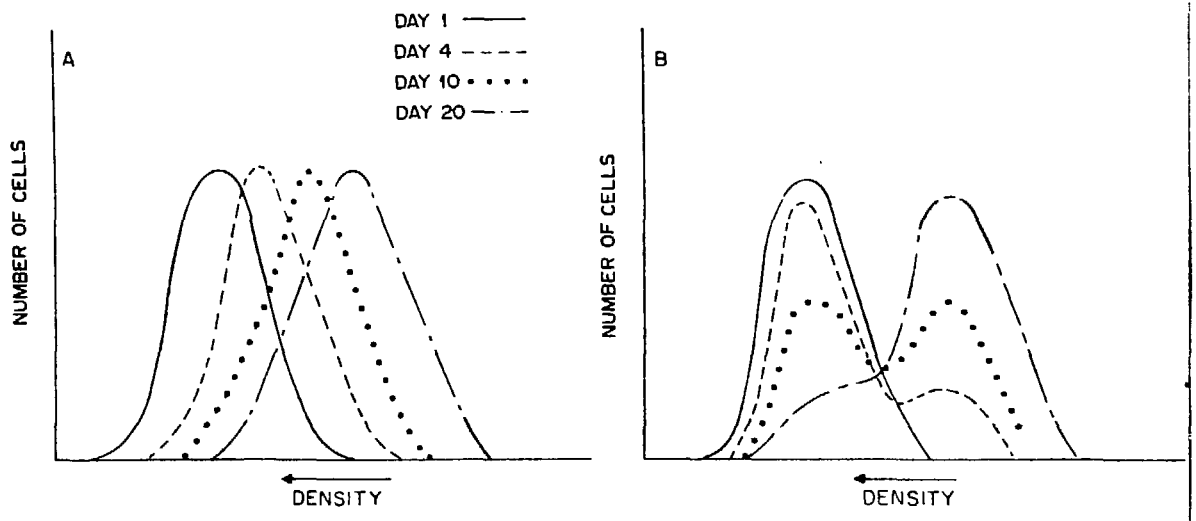 DAY 1
DAY 4
DAY 10
DAY 20
A
NUMBER OF CELLS
DENSITY
B
NUMBER OF CELLS
DENSITY